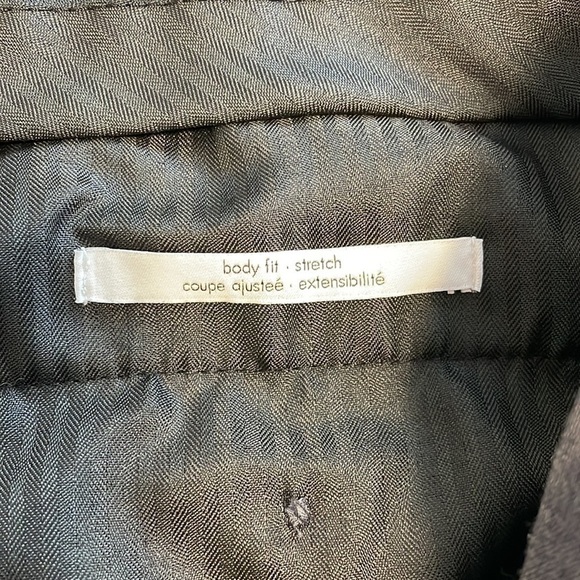 body fit · stretch
coupe ajusteé · extensibilité